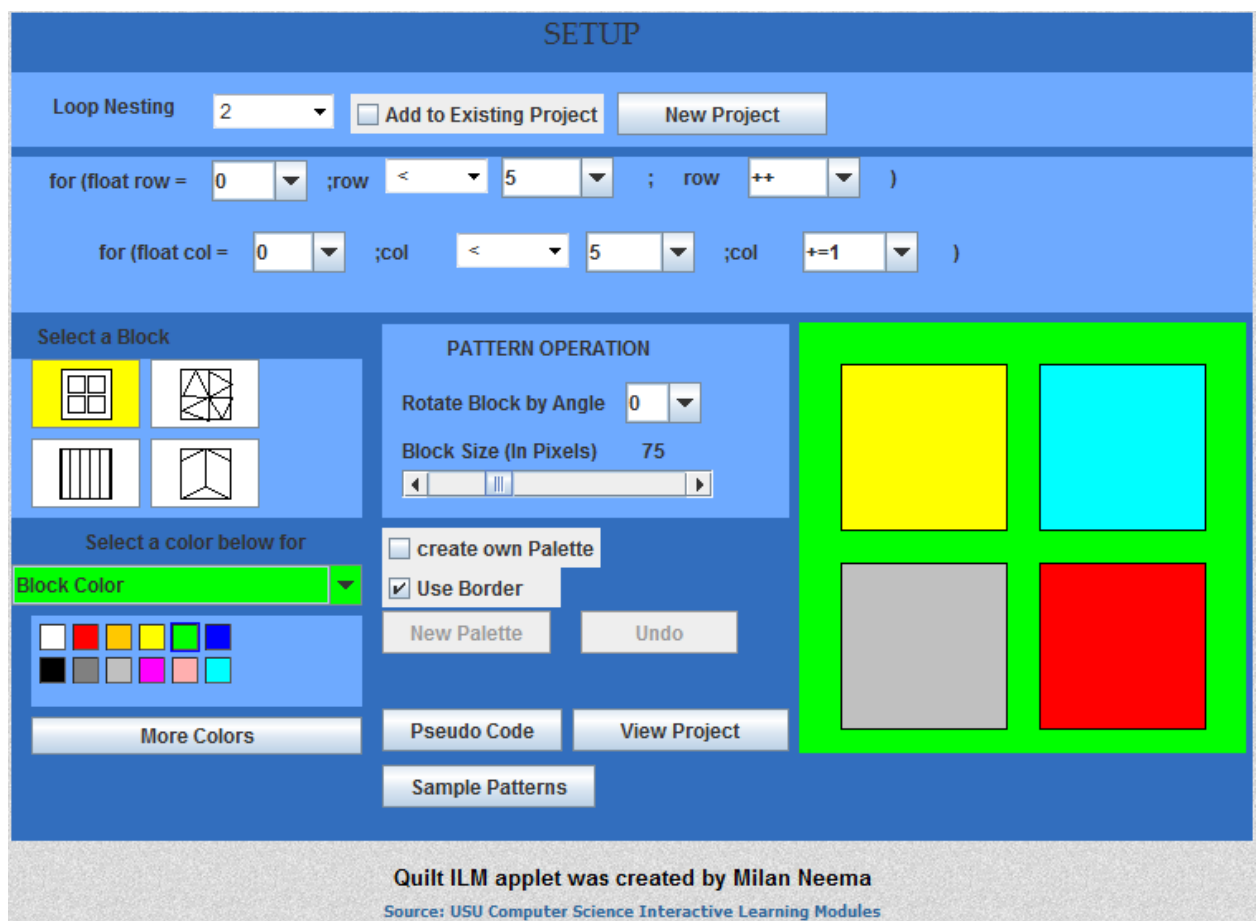 SETUP
Loop Nesting 2 Add to Existing Project New Project
for (float row = 0 ;row < 5 ; row ++ )
for (float col = 0 ;col < 5 ;col +=1 )
Select a Block
PATTERN OPERATION
Rotate Block by Angle 0
Block Size (In Pixels) 75
Select a color below for
Block Color
create own Palette
Use Border
New Palette Undo
More Colors
Pseudo Code View Project
Sample Patterns
Quilt ILM applet was created by Milan Neema
Source: USU Computer Science Interactive Learning Modules